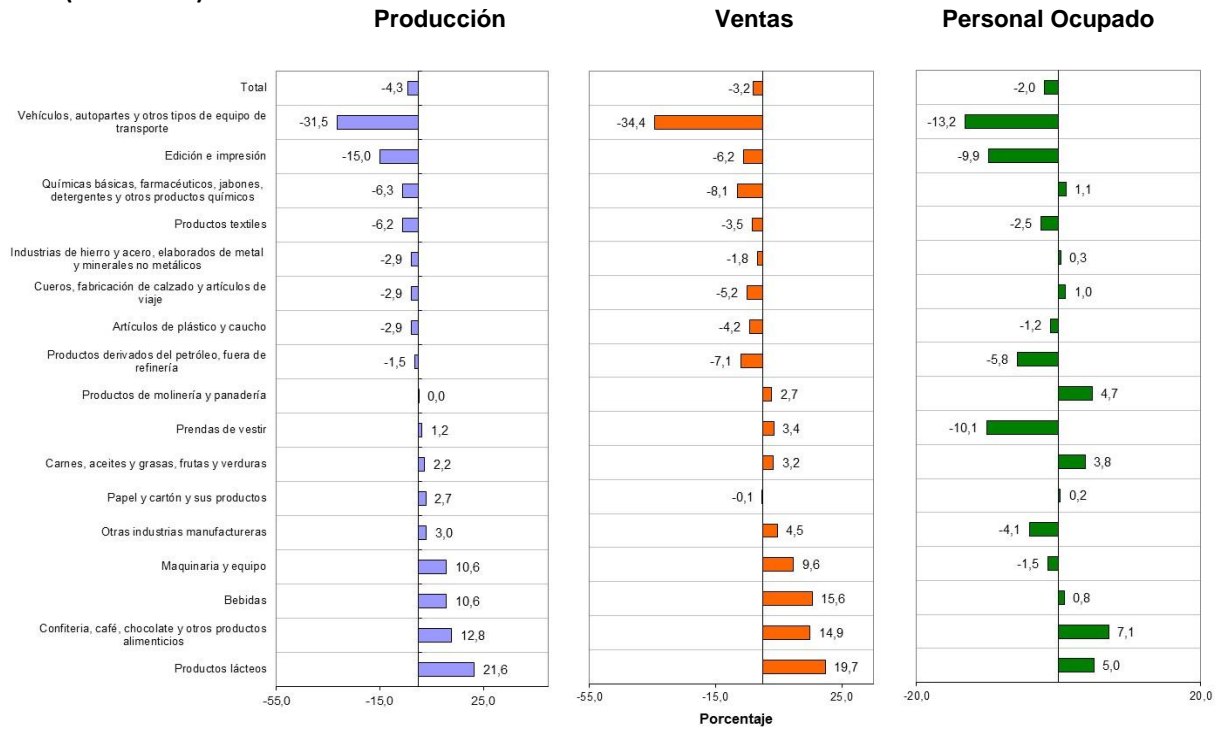 Producción Ventas Personal Ocupado
Total -4,3 -3,2 -2,0
Vehículos, autopartes y otros tipos de equipo de
transporte -31,5 -34,4 -13,2
Edición e impresión -15,0 -6,2 -9,9
Químicas básicas, farmacéuticos, jabones,
detergentes y otros productos químicos -6,3 -8,1 1,1
Productos textiles -6,2 -3,5 -2,5
Industrias de hierro y acero, elaborados de metal
y minerales no metálicos -2,9 -1,8 0,3
Cueros, fabricación de calzado y artículos de
viaje -2,9 -5,2 1,0
Artículos de plástico y caucho -2,9 -4,2 -1,2
Productos derivados del petróleo, fuera de
refinería -1,5 -7,1 -5,8
Productos de molinería y panadería 0,0 2,7 4,7
Prendas de vestir 1,2 3,4 -10,1
Carnes, aceites y grasas, frutas y verduras 2,2 3,2 3,8
Papel y cartón y sus productos 2,7 -0,1 0,2
Otras industrias manufactureras 3,0 4,5 -4,1
Maquinaria y equipo 10,6 9,6 -1,5
Bebidas 10,6 15,6 0,8
Confiteria, café, chocolate y otros productos
alimenticios 12,8 14,9 7,1
Productos lácteos 21,6 19,7 5,0
-55,0 -15,0 25,0 -55,0 -15,0 25,0 -20,0 20,0
Porcentaje